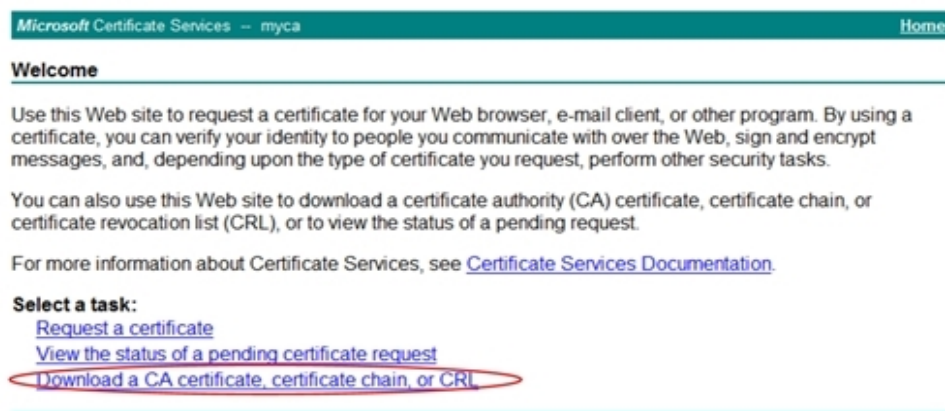 Microsoft Certificate Services -- myca Home
Welcome
Use this Web site to request a certificate for your Web browser, e-mail client, or other program. By using a
certificate, you can verify your identity to people you communicate with over the Web, sign and encrypt
messages, and, depending upon the type of certificate you request, perform other security tasks.
You can also use this Web site to download a certificate authority (CA) certificate, certificate chain, or
certificate revocation list (CRL), or to view the status of a pending request.
For more information about Certificate Services, see Certificate Services Documentation.
Select a task:
Request a certificate
View the status of a pending certificate request
Download a CA certificate, certificate chain, or CRL